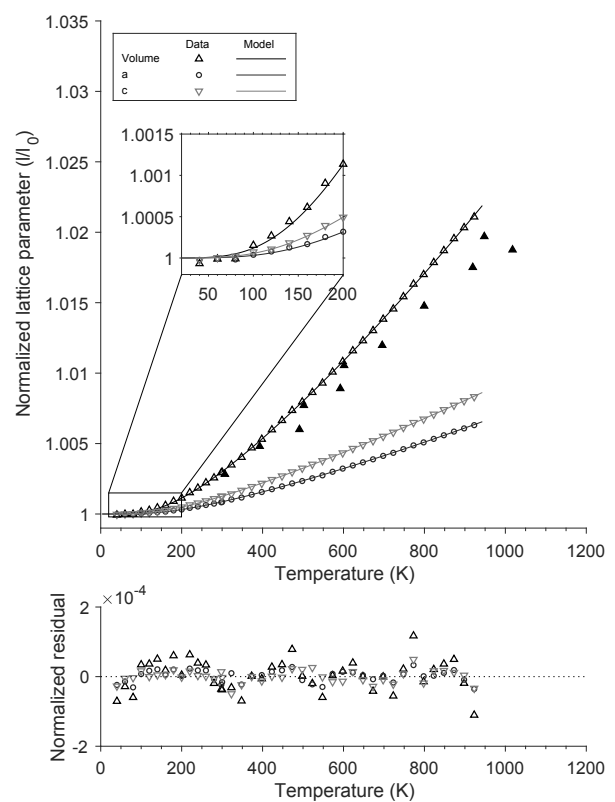 1.035
1.03
1.025
1.02
1.015
1.01
1.005
1
Normalized lattice parameter (l/l0)
Data Model
Volume
a
c
1.0015
1.001
1.0005
1
50 100 150 200
0 200 400 600 800 1000 1200
Temperature (K)
×10-4
2
0
-2
Normalized residual
0 200 400 600 800 1000 1200
Temperature (K)